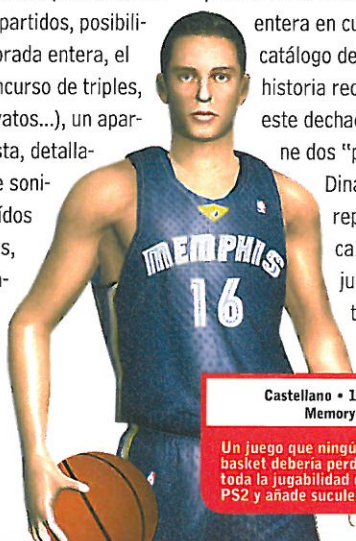 partidos, posibili-
orada entera, el
ncurso de triples,
vatos...), un apar-
sta, detalla-
e soni-
ídos
s,
entera en cu
catálogo de
historia rec
este dechad
ne dos "p
Dina
rep
ca
ju
t
MEMPHIS
16
Castellano • 1
Memory
Un juego que ningú
basket debería perd
toda la jugabilidad
PS2 y añade sucule